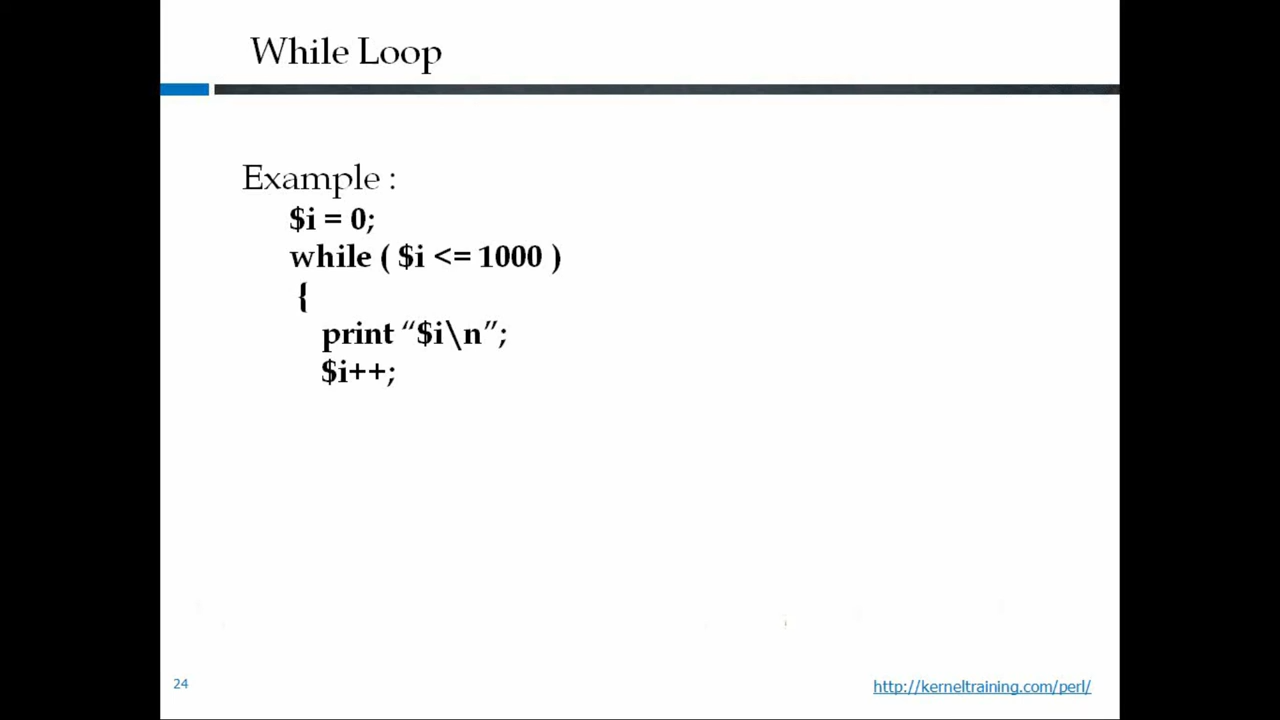 While Loop
Example :
$i = 0;
while ( $i <= 1000 )
{
print “$i\n”;
$i++;
24
http://kerneltraining.com/perl/